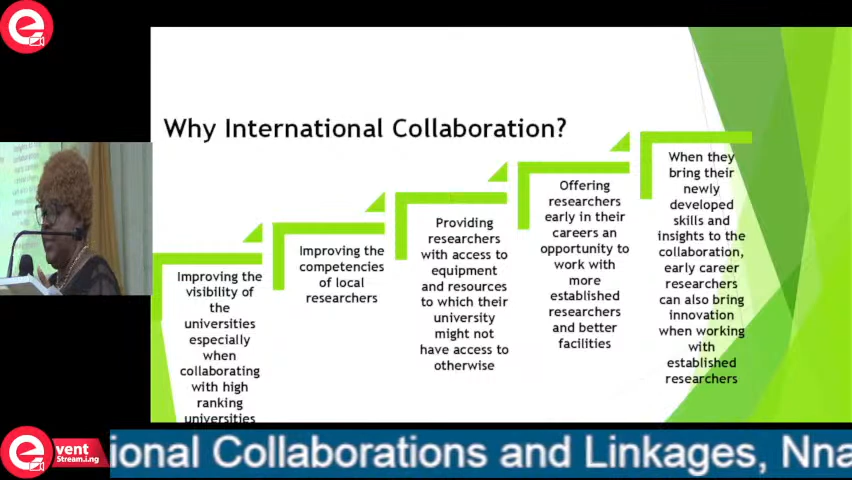 Why International Collaboration?
Improving the
visibility of
the
universities
especially
when
collaborating
with high
ranking
universities
Improving the
competencies
of local
researchers
Providing
researchers
with access to
equipment
and resources
to which their
university
might not
have access to
otherwise
Offering
researchers
early in their
careers an
opportunity to
work with
more
established
researchers
and better
facilities
When they
bring their
newly
developed
skills and
insights to the
collaboration,
early career
researchers
can also bring
innovation
when working
with
established
researchers
e
event
Stream.i.ng
ional Collaborations and Linkages, Nna